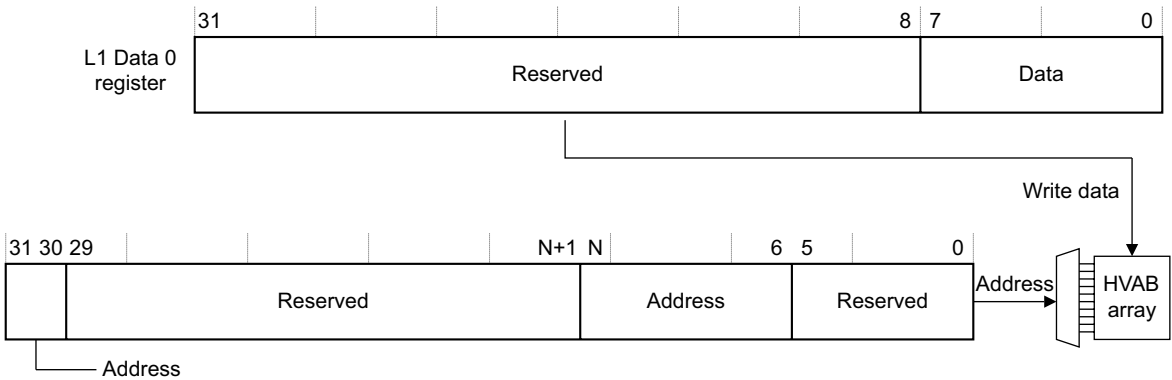 31 8 7 0
L1 Data 0
register
Reserved Data
Write data
31 30 29 N+1 N 6 5 0
Reserved Address Reserved
Address
HVAB
array
Address